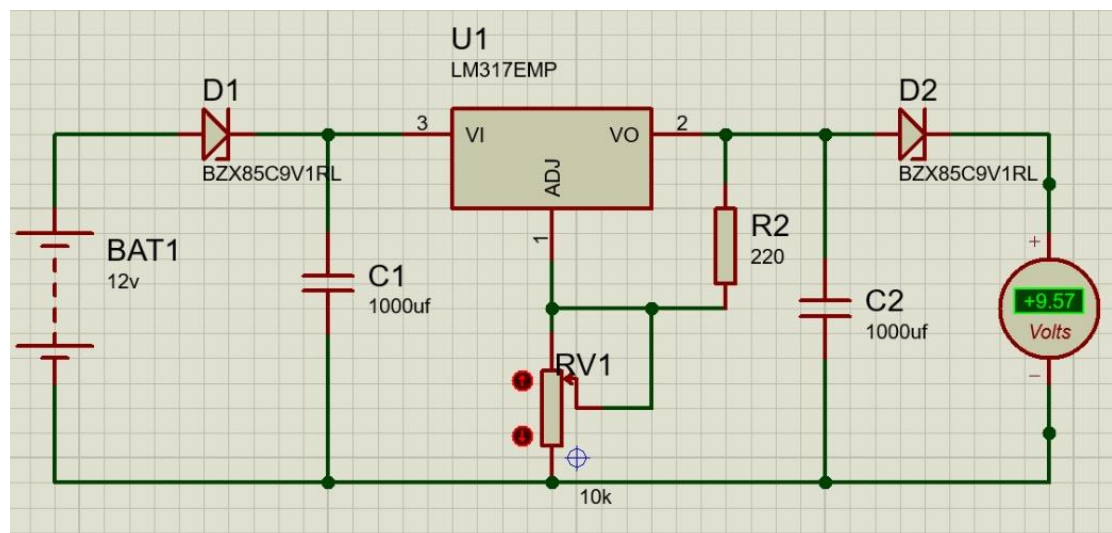 U1
LM317EMP
D1
BZX85C9V1RL
3
VI
VO
2
ADJ
1
D2
BZX85C9V1RL
BAT1
12v
C1
1000uf
R2
220
C2
1000uf
+
+9.57
Volts
−
RV1
10k